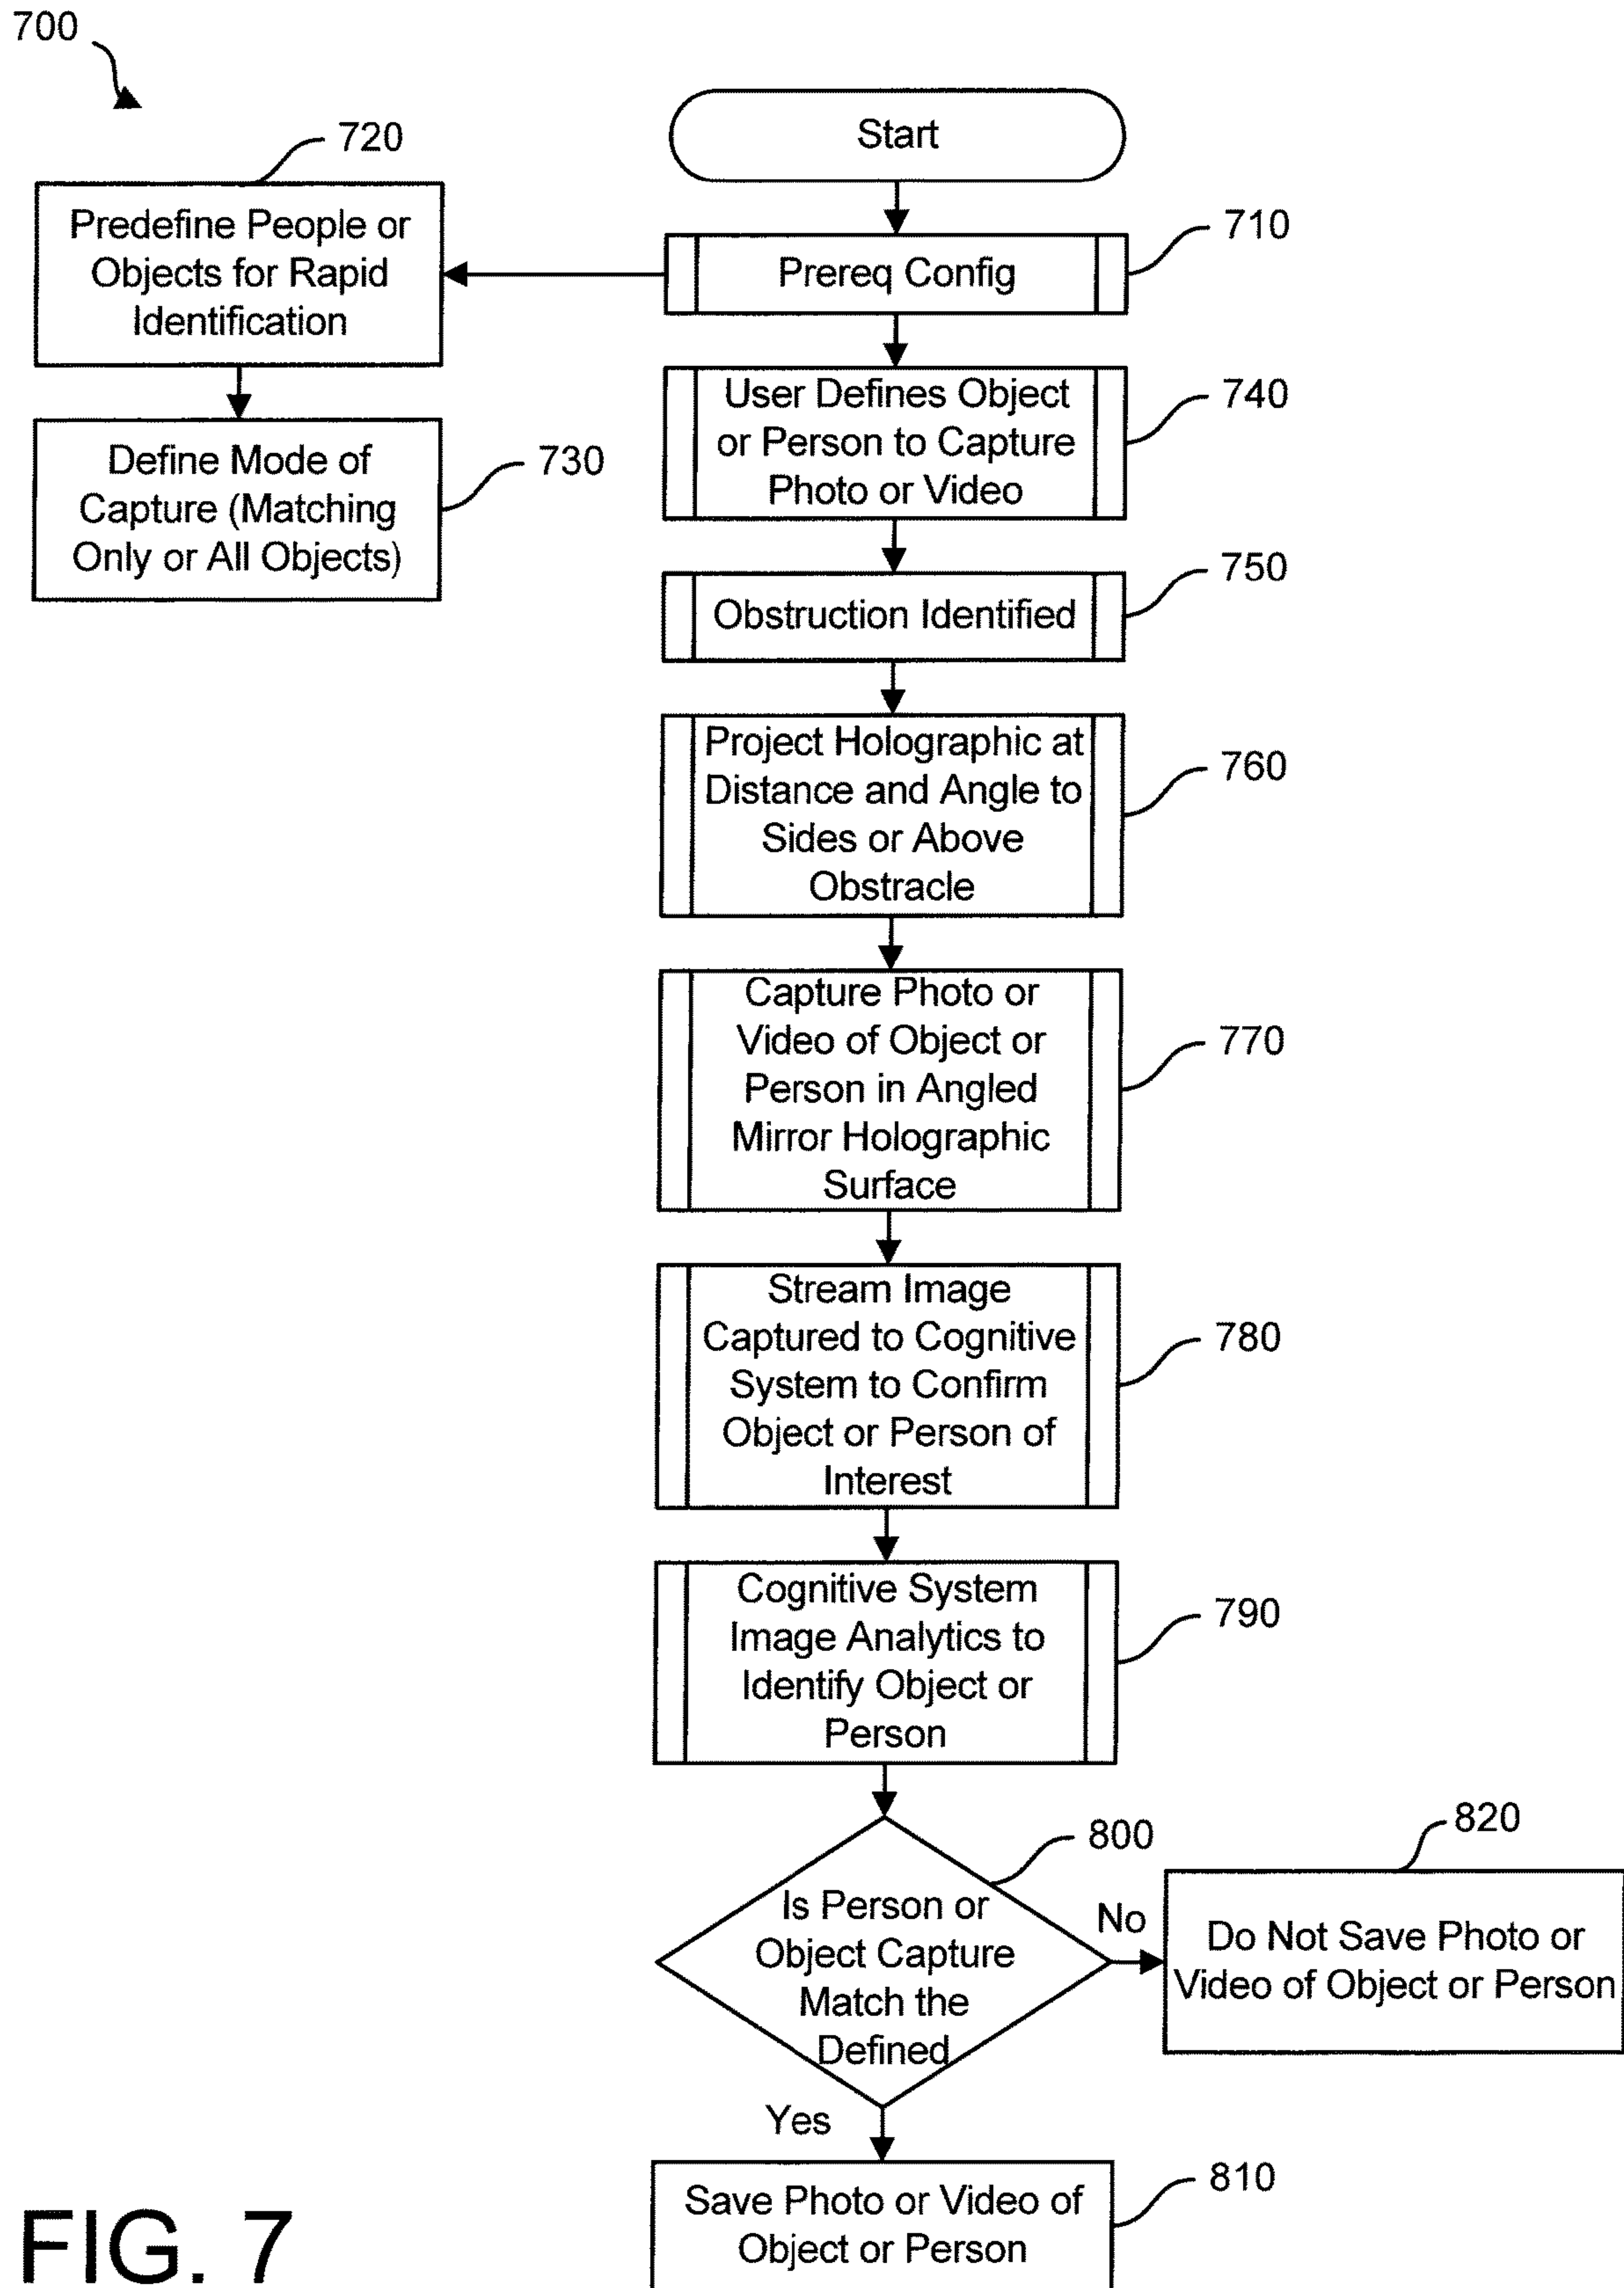 700
Start
720
Predefine People or
Objects for Rapid
Identification
710
Prereq Config
730
Define Mode of
Capture (Matching
Only or All Objects)
740
User Defines Object
or Person to Capture
Photo or Video
750
Obstruction Identified
760
Project Holographic at
Distance and Angle to
Sides or Above
Obstracle
770
Capture Photo or
Video of Object or
Person in Angled
Mirror Holographic
Surface
780
Stream Image
Captured to Cognitive
System to Confirm
Object or Person of
Interest
790
Cognitive System
Image Analytics to
Identify Object or
Person
800
Is Person or
Object Capture
Match the
Defined
No
820
Do Not Save Photo or
Video of Object or Person
Yes
810
Save Photo or Video of
Object or Person
FIG. 7